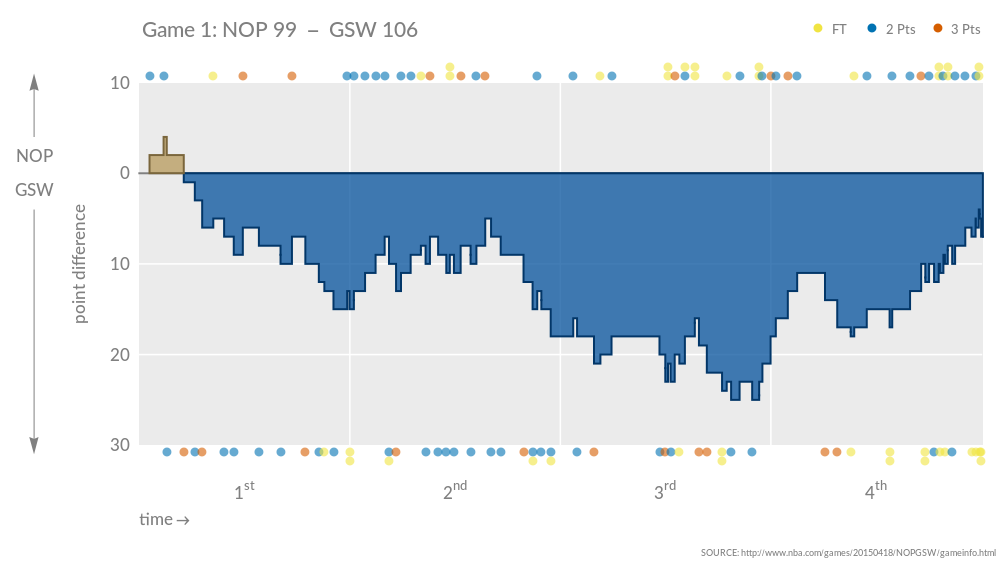 Game 1: NOP 99 – GSW 106
FT 2 Pts 3 Pts
10
NOP
0
GSW
point difference
10
20
30
1st 2nd 3rd 4th
time→
SOURCE: http://www.nba.com/games/20150418/NOPGSW/gameinfo.html